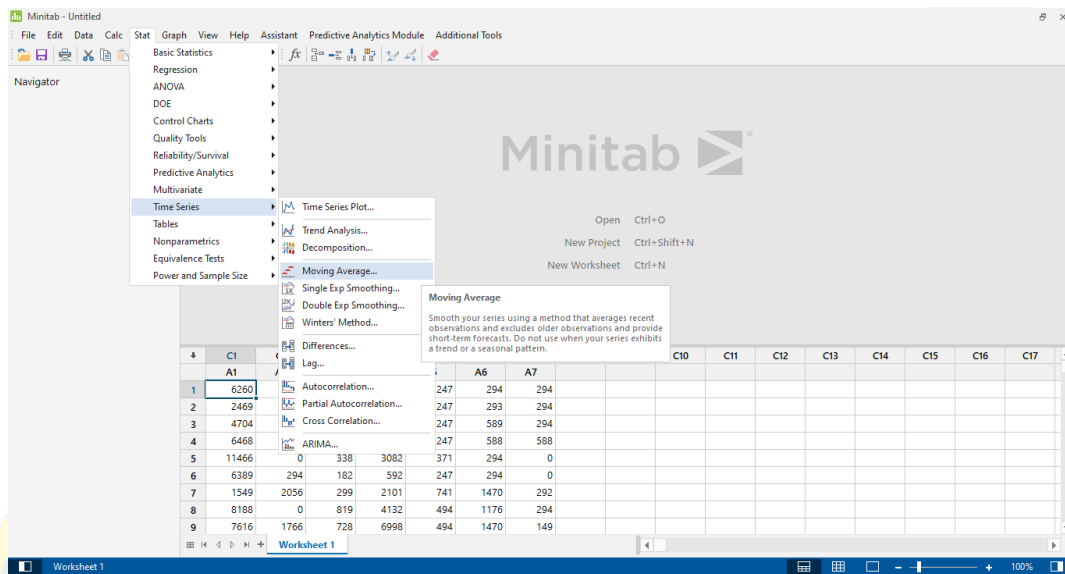 Minitab - Untitled
File Edit Data Calc Stat Graph View Help Assistant Predictive Analytics Module Additional Tools
Navigator
Basic Statistics
Regression
ANOVA
DOE
Control Charts
Quality Tools
Reliability/Survival
Predictive Analytics
Multivariate
Time Series
Tables
Nonparametrics
Equivalence Tests
Power and Sample Size
Time Series Plot...
Trend Analysis...
Decomposition...
Moving Average...
Single Exp Smoothing...
Double Exp Smoothing...
Winters' Method...
Differences...
Lag...
Autocorrelation...
Partial Autocorrelation...
Cross Correlation...
ARIMA...
Minitab
Open Ctrl+O
New Project Ctrl+Shift+N
New Worksheet Ctrl+N
Moving Average
Smooth your series using a method that averages recent
observations and excludes older observations and provide
short-term forecasts. Do not use when your series exhibits
a trend or a seasonal pattern.
C1 C10 C11 C12 C13 C14 C15 C16 C17
A1 A6 A7
1 6260 247 294 294
2 2469 247 293 294
3 4704 247 589 294
4 6468 247 588 588
5 11466 0 338 3082 371 294 0
6 6389 294 182 592 247 294 0
7 1549 2056 299 2101 741 1470 292
8 8188 0 819 4132 494 1176 294
9 7616 1766 728 6998 494 1470 149
Worksheet 1
Worksheet 1 100%